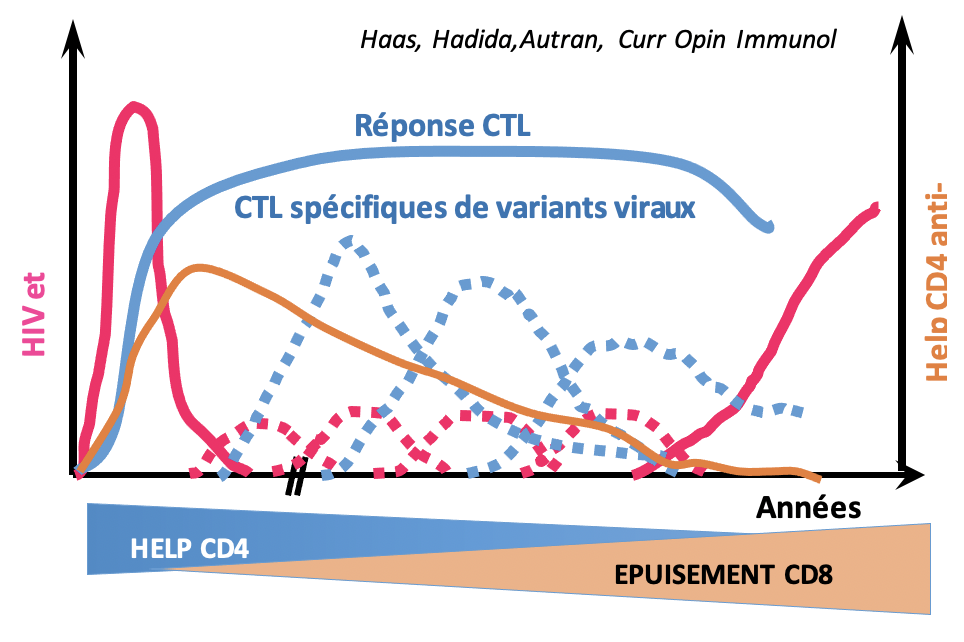 Haas, Hadida,Autran, Curr Opin Immunol
Réponse CTL
CTL spécifiques de variants viraux
HIV et
Help CD4 anti-
Années
HELP CD4
EPUISEMENT CD8